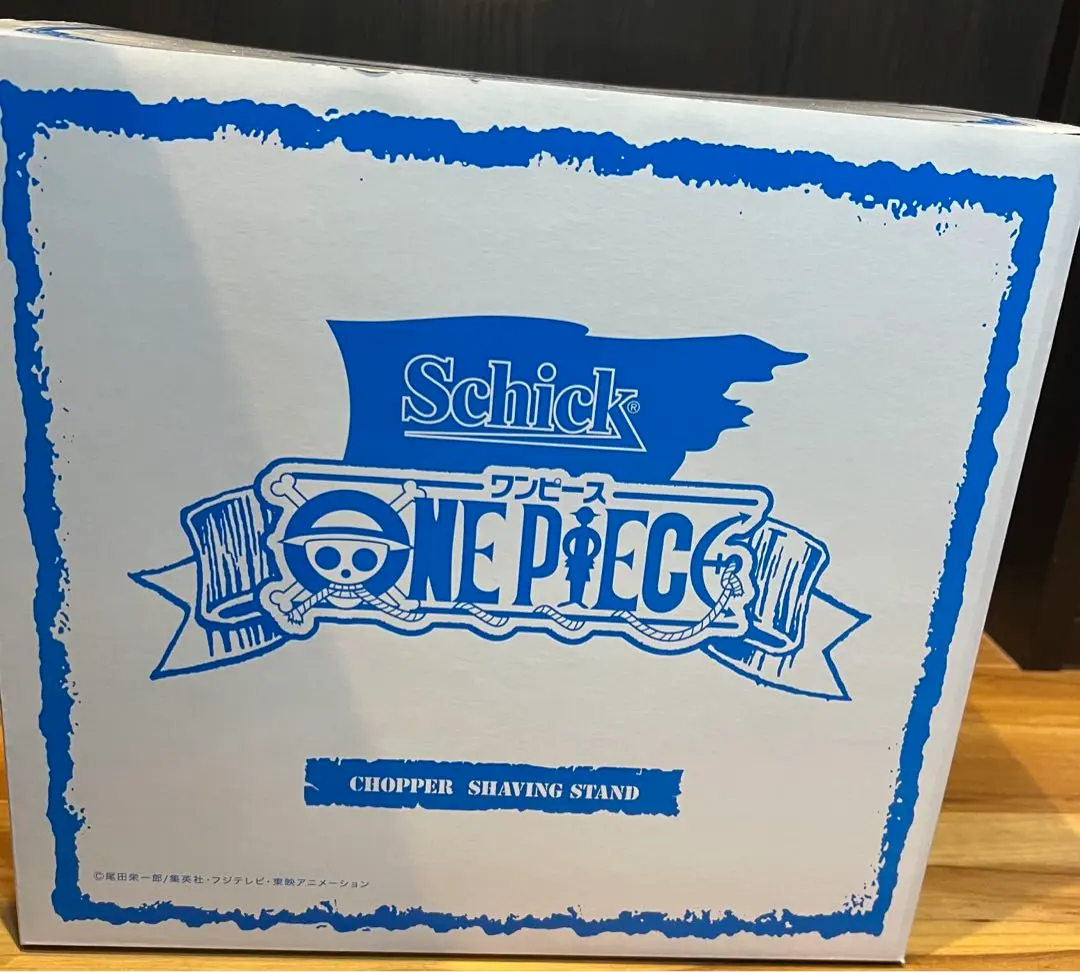 Schick®
ワンピース
ONE PIECE
CHOPPER SHAVING STAND
©尾田栄一郎/集英社・フジテレビ・東映アニメーション